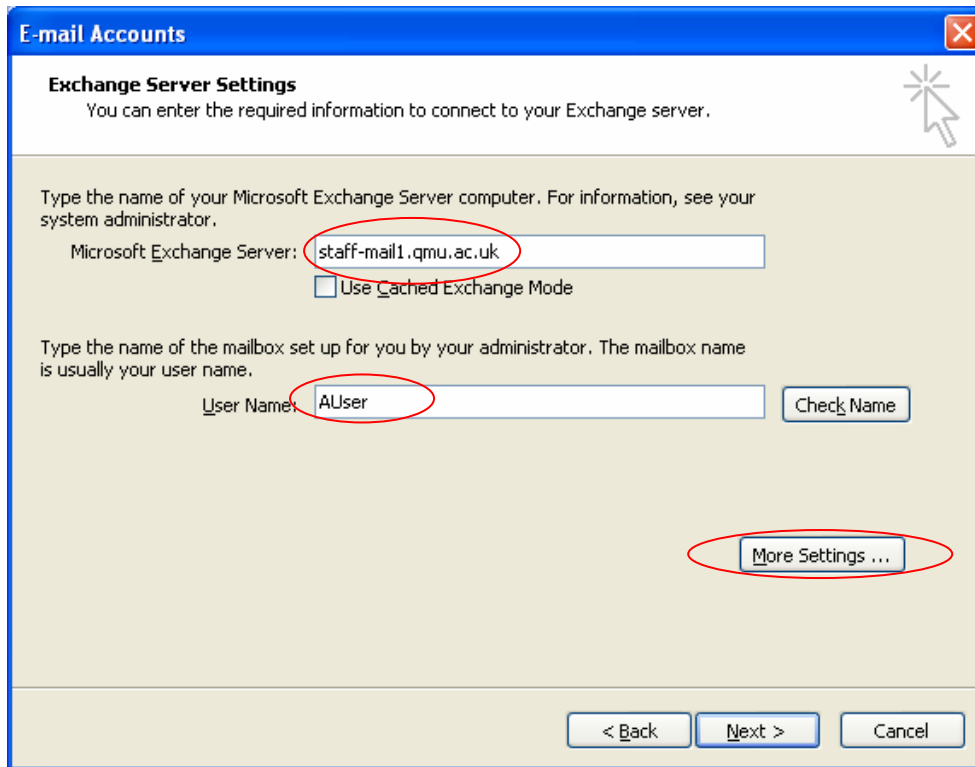 E-mail Accounts
Exchange Server Settings
You can enter the required information to connect to your Exchange server.
Type the name of your Microsoft Exchange Server computer. For information, see your
system administrator.
Microsoft Exchange Server: staff-mail1.qmu.ac.uk
Use Cached Exchange Mode
Type the name of the mailbox set up for you by your administrator. The mailbox name
is usually your user name.
User Name: AUser Check Name
More Settings ...
< Back Next > Cancel